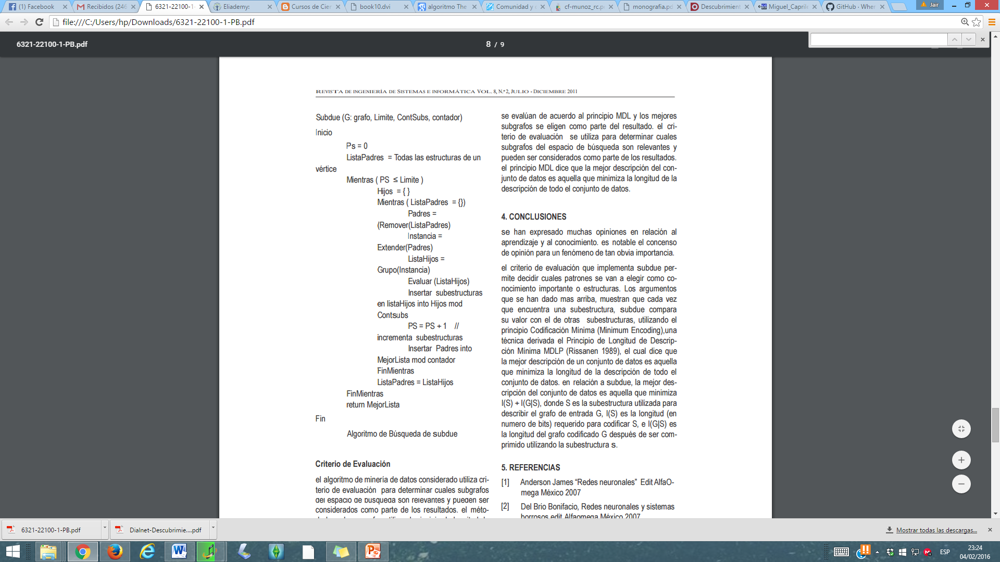 (1) Facebook
Recibidos (246
6321-22100-1-
Eliademy:
Cursos de Cier
book10.dvi
algoritmo The
Comunidad y
cf-munoz_rc.p
monografia.pd
Descubrimient
Miguel_Caprile
GitHub · Wher
Jair
file:///C:/Users/hp/Downloads/6321-22100-1-PB.pdf
6321-22100-1-PB.pdf
8 / 9
REVISTA DE INGENIERÍA DE SISTEMAS E INFORMÁTICA VOL. 8, N.º 2, JULIO - DICIEMBRE 2011
Subdue (G: grafo, Limite, ContSubs, contador)
Inicio
Ps = 0
ListaPadres = Todas las estructuras de un
vértice
Mientras ( PS ≤ Limite )
Hijos = { }
Mientras ( ListaPadres = {})
Padres =
(Remover(ListaPadres)
Instancia =
Extender(Padres)
ListaHijos =
Grupo(Instancia)
Evaluar (ListaHijos)
Insertar subestructuras
en listaHijos into Hijos mod
Contsubs
PS = PS + 1 //
incrementa subestructuras
Insertar Padres into
MejorLista mod contador
FinMientras
ListaPadres = ListaHijos
FinMientras
return MejorLista
Fin
Algoritmo de Búsqueda de subdue
Criterio de Evaluación
el algoritmo de minería de datos considerado utiliza cri-
terio de evaluación para determinar cuales subgrafos
del espacio de busqueda son relevantes y pueden ser
considerados como parte de los resultados. el méto-
se evalúan de acuerdo al principio MDL y los mejores
subgrafos se eligen como parte del resultado. el cri-
terio de evaluación se utiliza para determinar cuales
subgrafos del espacio de búsqueda son relevantes y
pueden ser considerados como parte de los resultados.
el principio MDL dice que la mejor descripción del con-
junto de datos es aquella que minimiza la longitud de la
descripción de todo el conjunto de datos.
4. CONCLUSIONES
se han expresado muchas opiniones en relación al
aprendizaje y al conocimiento. es notable el concenso
de opinión para un fenómeno de tan obvia importancia.
el criterio de evaluación que implementa subdue per-
mite decidir cuales patrones se van a elegir como co-
nocimiento importante o estructuras. Los argumentos
que se han dado mas arriba, muestran que cada vez
que encuentra una subestructura, subdue compara
su valor con el de otras subestructuras, utilizando el
principio Codificación Mínima (Minimum Encoding),una
técnica derivada el Principio de Longitud de Descrip-
ción Mínima MDLP (Rissanen 1989), el cual dice que
la mejor descripción de un conjunto de datos es aquella
que minimiza la longitud de la descripción de todo el
conjunto de datos. en relación a subdue, la mejor des-
cripción del conjunto de datos es aquella que minimiza
I(S) + I(G|S), donde S es la subestructura utilizada para
describir el grafo de entrada G, I(S) es la longitud (en
numero de bits) requerido para codificar S, e I(G|S) es
la longitud del grafo codificado G después de ser com-
primido utilizando la subestructura s.
5. REFERENCIAS
[1] Anderson James “Redes neuronales” Edit AlfaO-
mega México 2007
[2] Del Brio Bonifacio, Redes neuronales y sistemas
borrosos edit Alfaomega México 2007
6321-22100-1-PB.pdf
Dialnet-Descubrimie....pdf
Mostrar todas las descargas...
ESP
23:24
04/02/2016